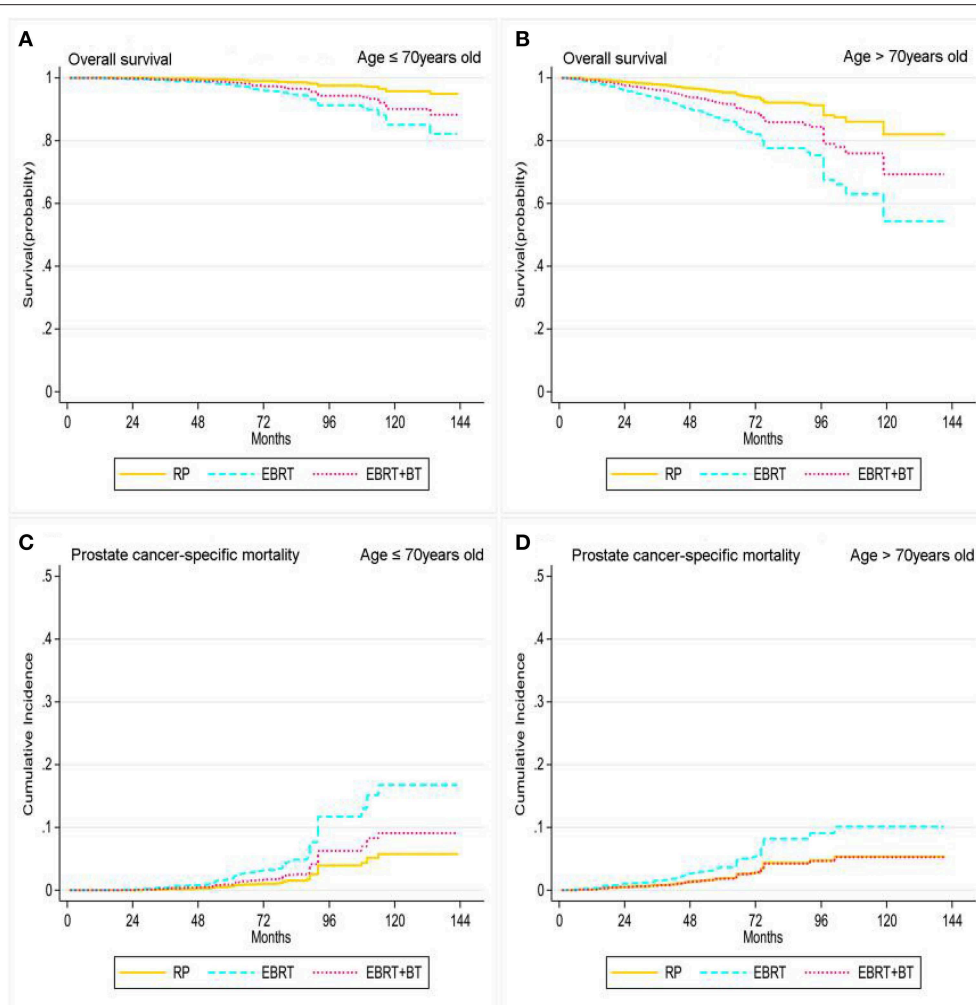 A
Overall survival
Age ≤ 70years old
1
.8
.6
.4
.2
0
Survival(probabilty)
0 24 48 72 96 120 144
Months
RP EBRT EBRT+BT
B
Overall survival
Age > 70years old
1
.8
.6
.4
.2
0
Survival(probabilty)
0 24 48 72 96 120 144
Months
RP EBRT EBRT+BT
C
Prostate cancer-specific mortality
Age ≤ 70years old
.5
.4
.3
.2
.1
0
Cumulative Incidence
0 24 48 72 96 120 144
Months
RP EBRT EBRT+BT
D
Prostate cancer-specific mortality
Age > 70years old
.5
.4
.3
.2
.1
0
Cumulative Incidence
0 24 48 72 96 120 144
Months
RP EBRT EBRT+BT